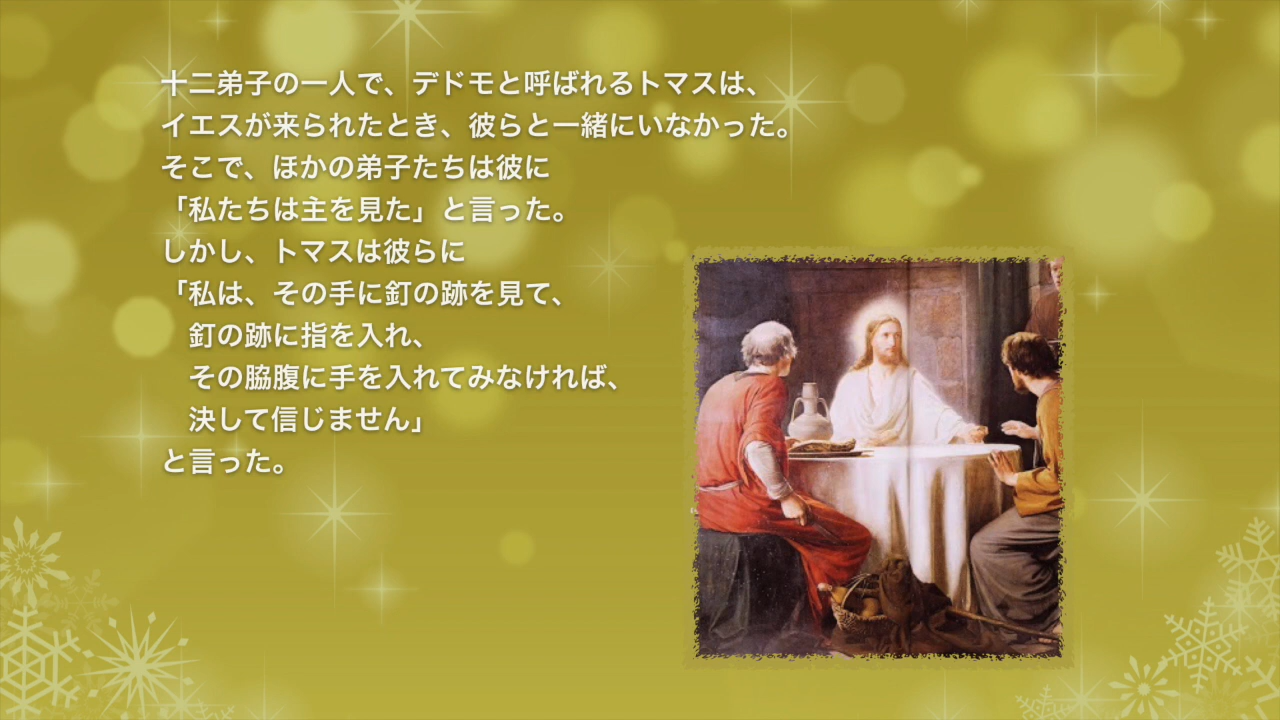 十二弟子の一人で、デドモと呼ばれるトマスは、
イエスが来られたとき、彼らと一緒にいなかった。
そこで、ほかの弟子たちは彼に
「私たちは主を見た」と言った。
しかし、トマスは彼らに
「私は、その手に釘の跡を見て、
釘の跡に指を入れ、
その脇腹に手を入れてみなければ、
決して信じません」
と言った。